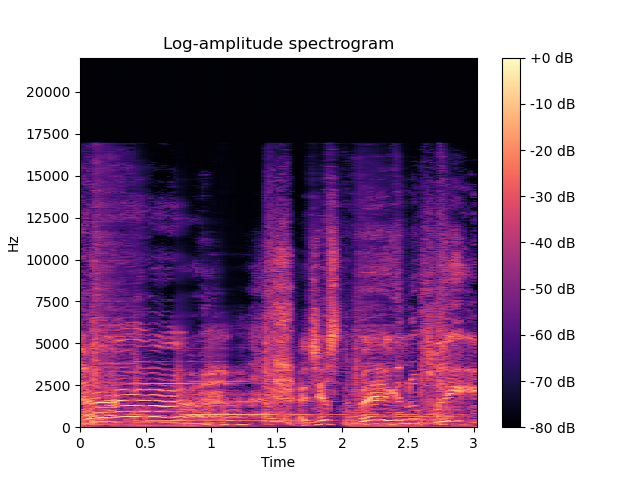 Log-amplitude spectrogram
+0 dB
20000
-10 dB
17500
-20 dB
15000
-30 dB
12500
Hz
-40 dB
10000
-50 dB
7500
-60 dB
5000
2500
-70 dB
0
-80 dB
0 0.5 1 1.5 2 2.5 3
Time